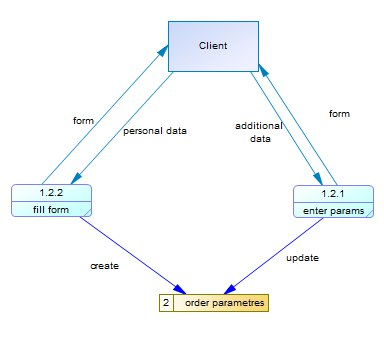 Client
form
personal data
additional
data
form
1.2.2
fill form
1.2.1
enter params
create
update
2 order parametres